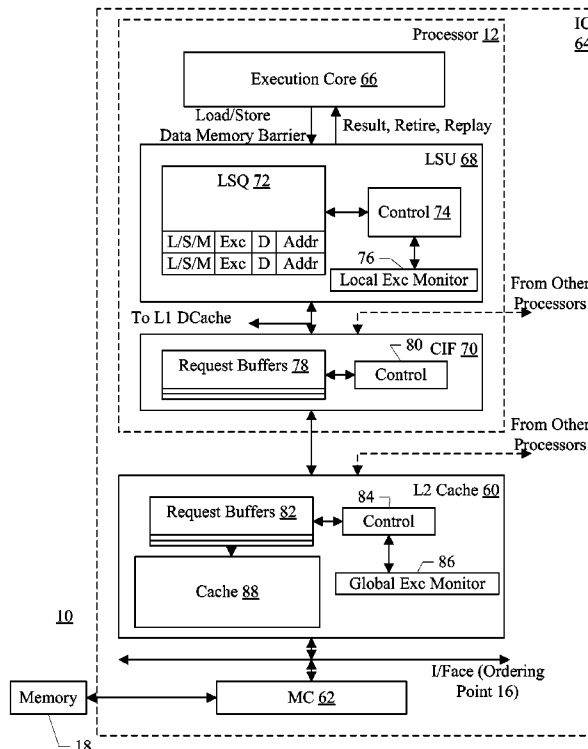 Processor 12
IC
64
Execution Core 66
Load/Store
Data Memory Barrier
Result, Retire, Replay
LSU 68
LSQ 72
Control 74
L/S/M Exc D Addr
L/S/M Exc D Addr
76
Local Exc Monitor
From Other
Processors
To L1 DCache
80
CIF 70
Request Buffers 78
Control
From Other
Processors
L2 Cache 60
84
Request Buffers 82
Control
86
Cache 88
Global Exc Monitor
10
I/Face (Ordering
Point 16)
Memory
MC 62
18